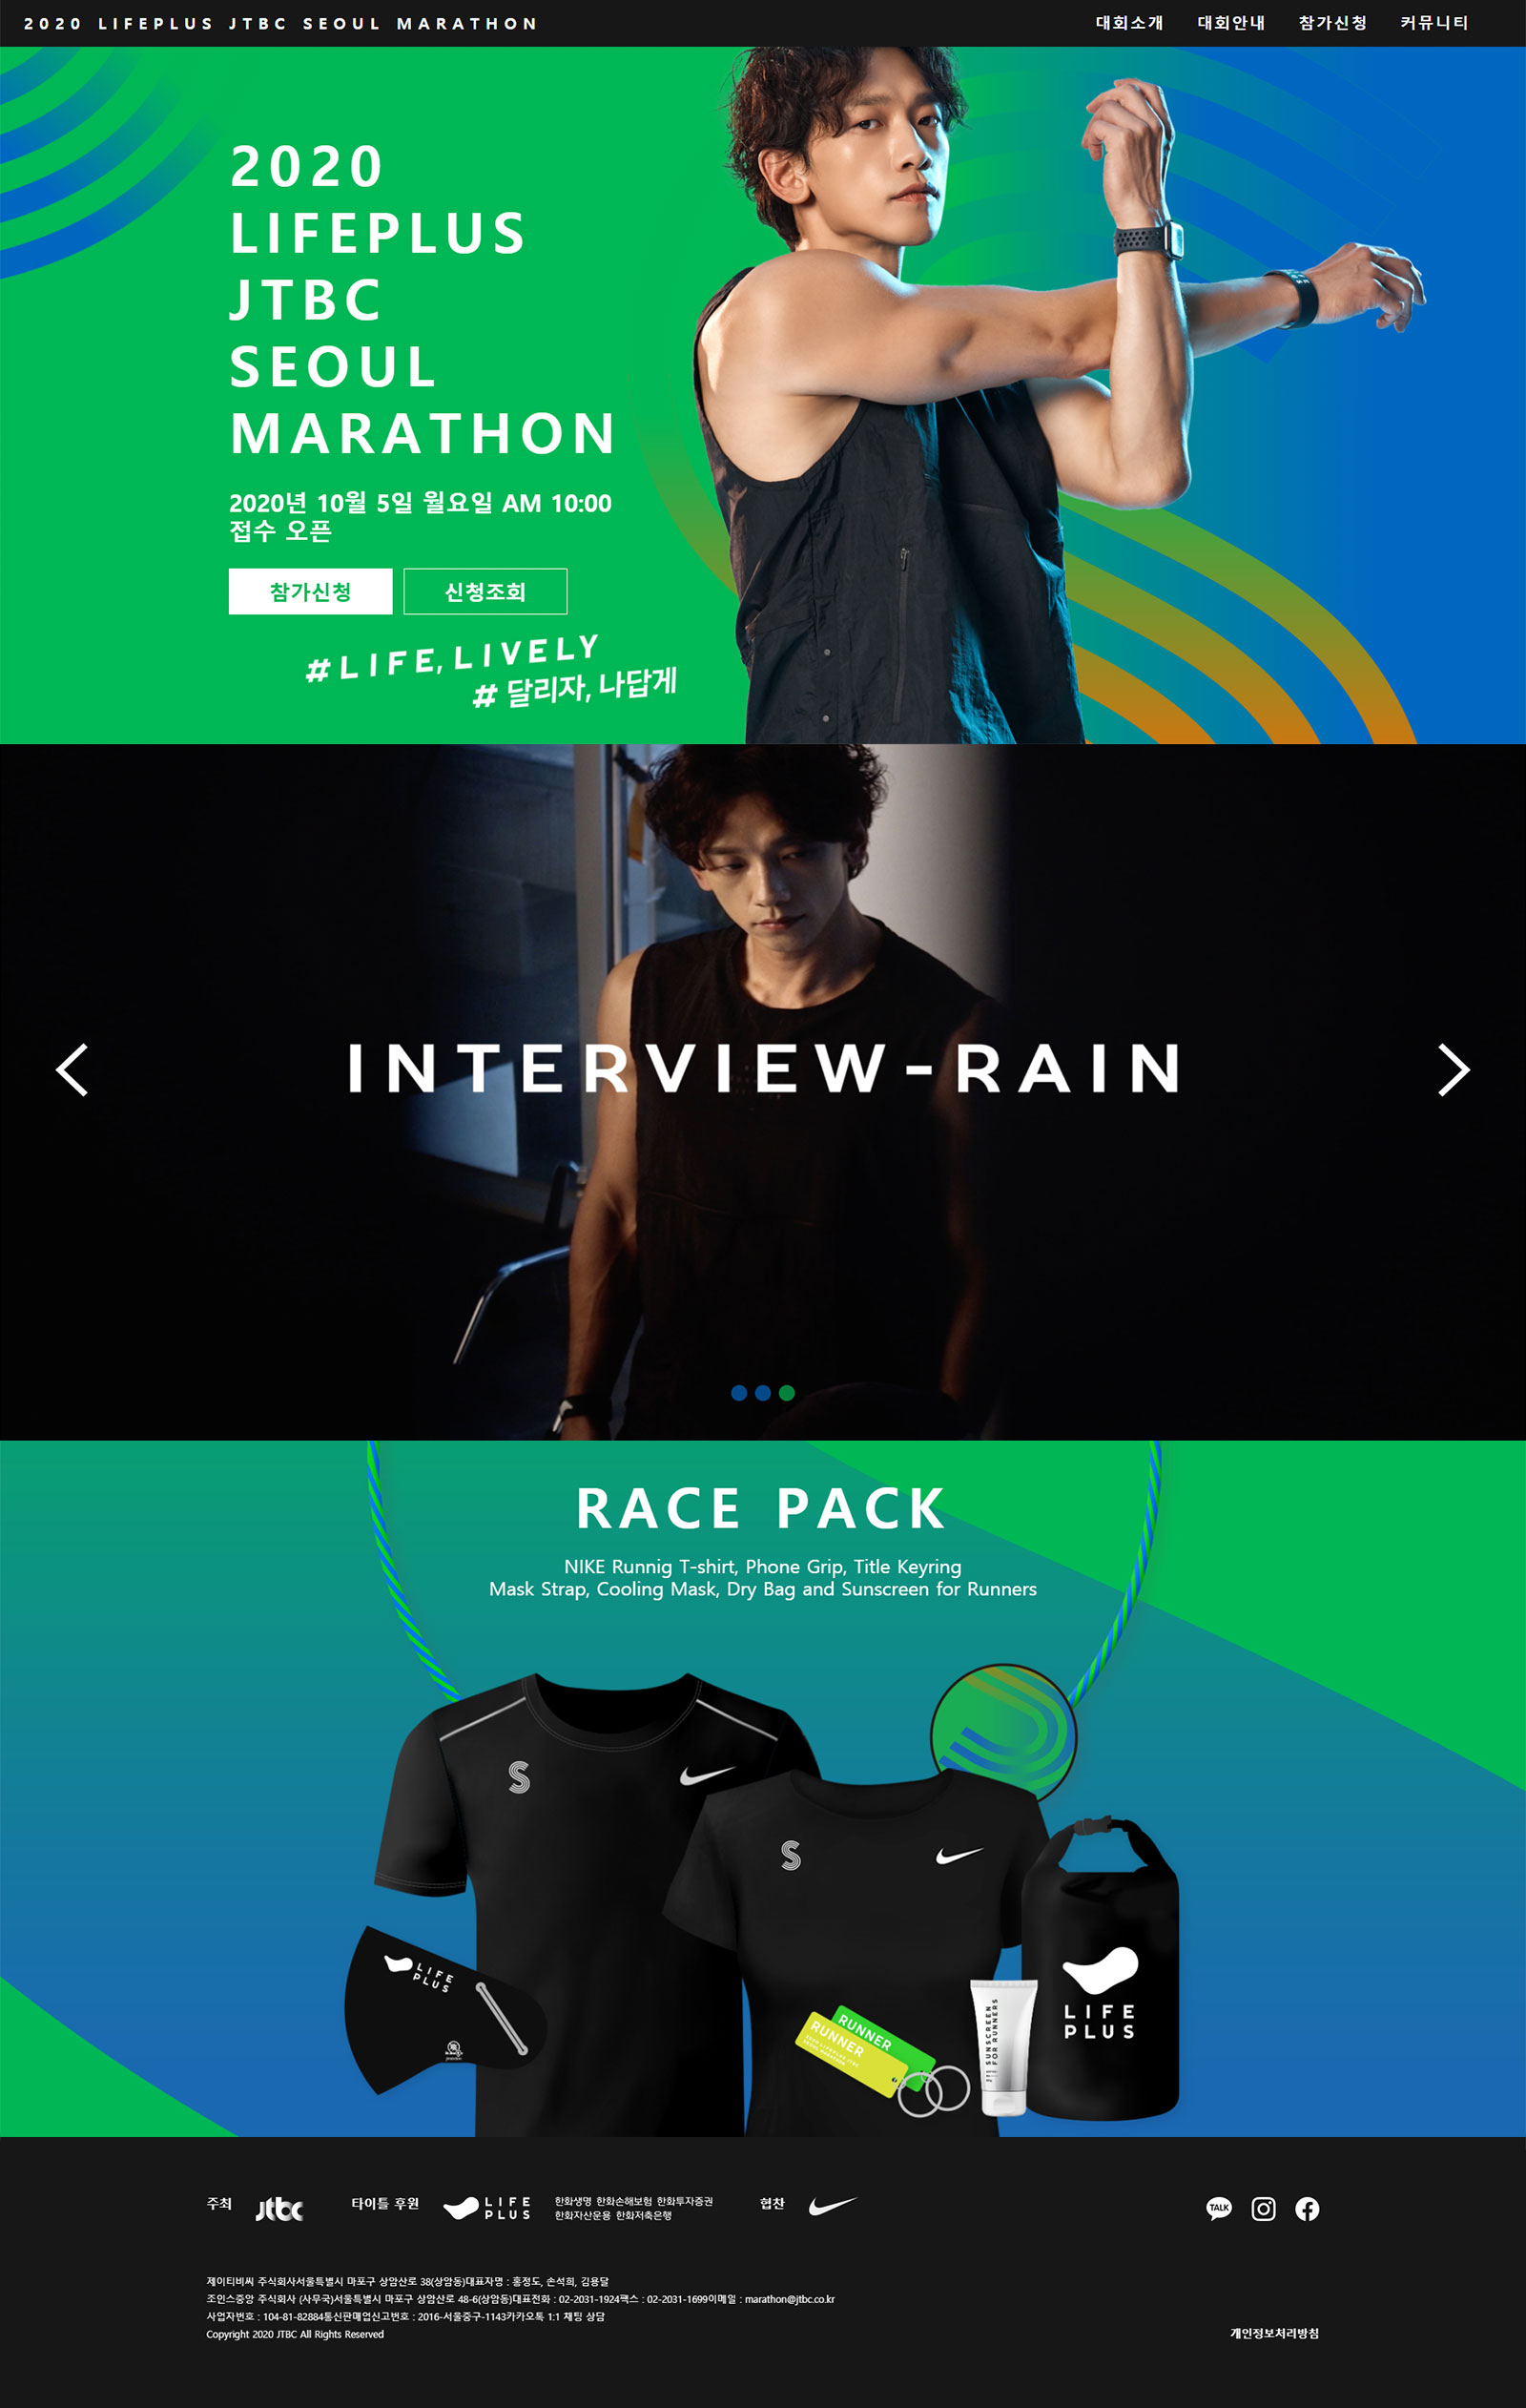 2020 LIFEPLUS JTBC SEOUL MARATHON
대회소개 대회안내 참가신청 커뮤니티
2020
LIFEPLUS
JTBC
SEOUL
MARATHON
2020년 10월 5일 월요일 AM 10:00
접수 오픈
참가신청 신청조회
#LIFE, LIVELY
# 달리자, 나답게
INTERVIEW-RAIN
RACE PACK
NIKE Runnig T-shirt, Phone Grip, Title Keyring
Mask Strap, Cooling Mask, Dry Bag and Sunscreen for Runners
S
S
LIFE
PLUS
RUNNER
RUNNER
2020 LIFEPLUS JTBC
SEOUL MARATHON
SUNSCREEN
FOR RUNNERS
LIFE
PLUS
주최 jtbc 타이틀 후원 LIFE PLUS 한화생명 한화손해보험 한화투자증권
한화자산운용 한화저축은행
협찬
TALK
제이티비씨 주식회사서울특별시 마포구 상암산로 38(상암동)대표자명 : 홍정도, 손석희, 김용달
조인스중앙 주식회사 (사무국)서울특별시 마포구 상암산로 48-6(상암동)대표전화 : 02-2031-1924팩스 : 02-2031-1699이메일 : marathon@jtbc.co.kr
사업자번호 : 104-81-82884통신판매업신고번호 : 2016-서울중구-1143카카오톡 1:1 채팅 상담
Copyright 2020 JTBC All Rights Reserved
개인정보처리방침